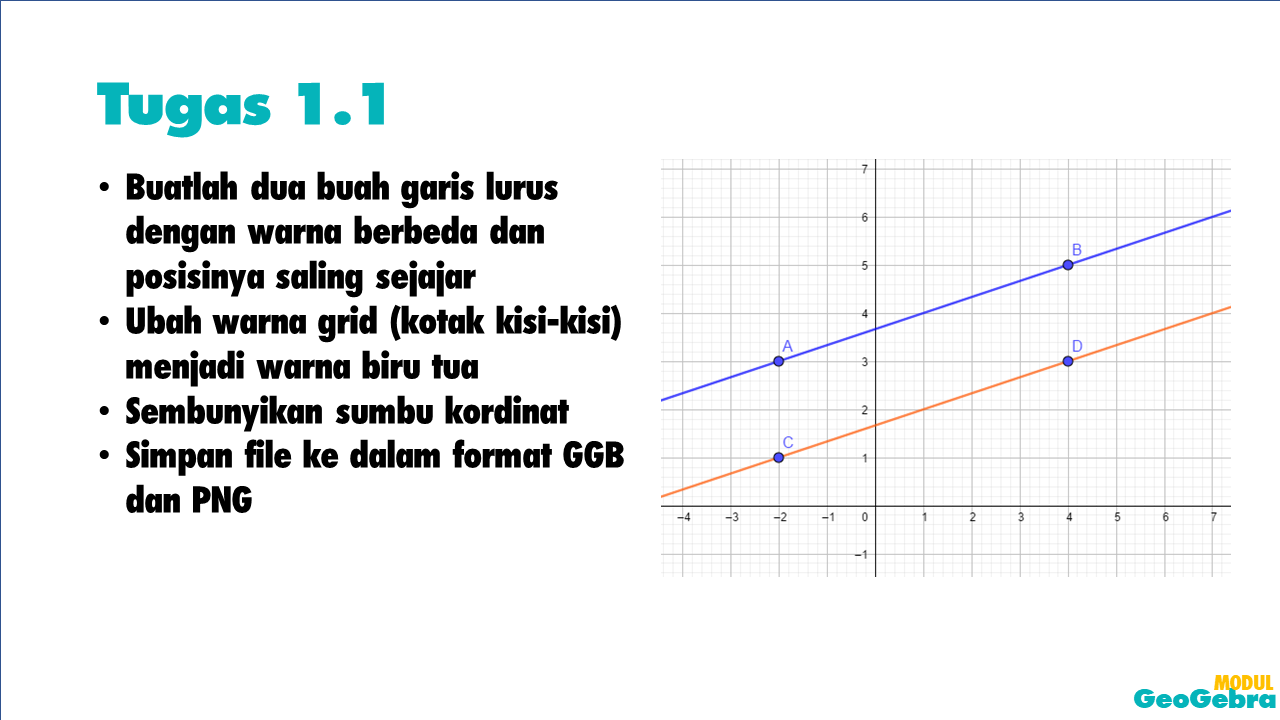 Tugas 1.1
• Buatlah dua buah garis lurus
dengan warna berbeda dan
posisinya saling sejajar
• Ubah warna grid (kotak kisi-kisi)
menjadi warna biru tua
• Sembunyikan sumbu kordinat
• Simpan file ke dalam format GGB
dan PNG
7
6
B
5
4
A
D
3
2
C
1
–4 –3 –2 –1 0 1 2 3 4 5 6 7
–1
MODUL
GeoGebra